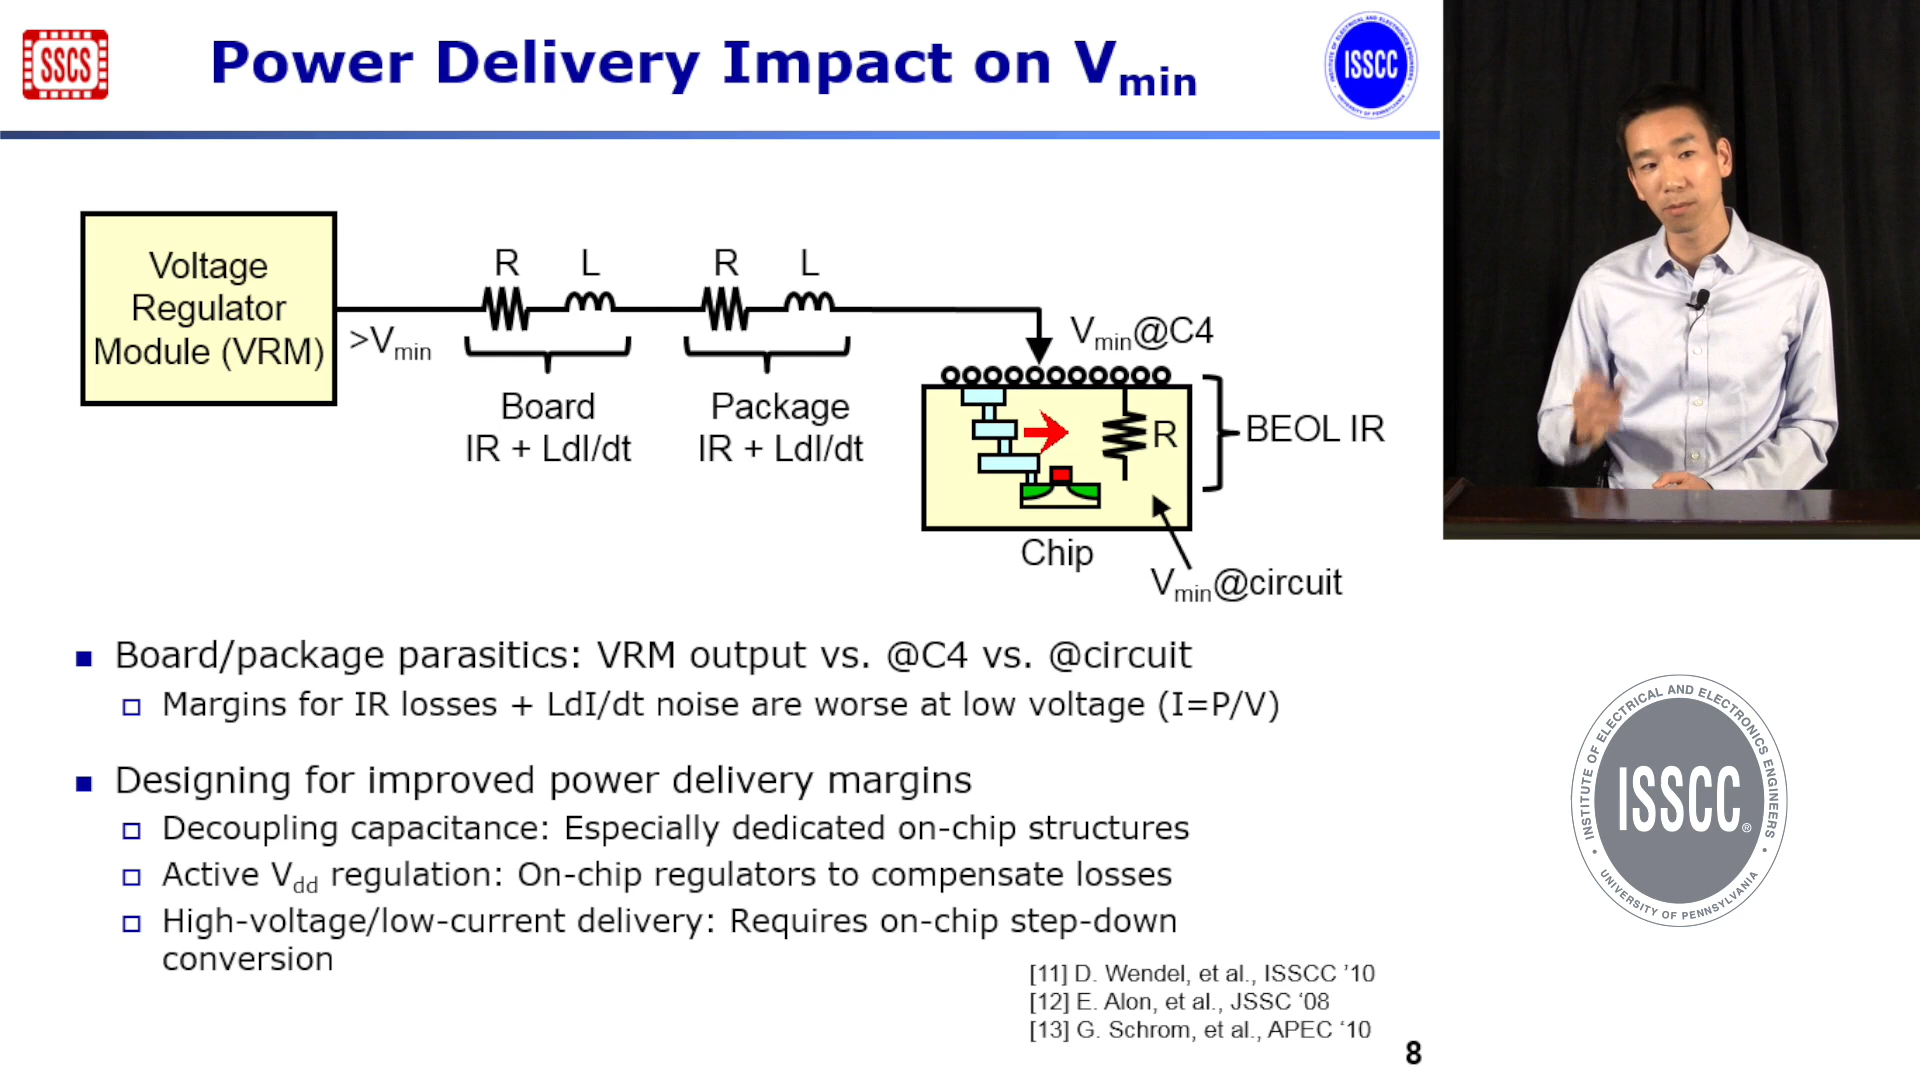 SSCS
Power Delivery Impact on Vmin
ISSCC
Voltage
Regulator
Module (VRM)
>Vmin
R L R L
Board
IR + LdI/dt
Package
IR + LdI/dt
Vmin@C4
R
BEOL IR
Chip
Vmin@circuit
■ Board/package parasitics: VRM output vs. @C4 vs. @circuit
□ Margins for IR losses + LdI/dt noise are worse at low voltage (I=P/V)
■ Designing for improved power delivery margins
□ Decoupling capacitance: Especially dedicated on-chip structures
□ Active Vdd regulation: On-chip regulators to compensate losses
□ High-voltage/low-current delivery: Requires on-chip step-down
conversion
[11] D. Wendel, et al., ISSCC ’10
[12] E. Alon, et al., JSSC ‘08
[13] G. Schrom, et al., APEC ‘10
8
INSTITUTE OF ELECTRICAL AND ELECTRONICS ENGINEERS
ISSCC®
• UNIVERSITY OF PENNSYLVANIA •